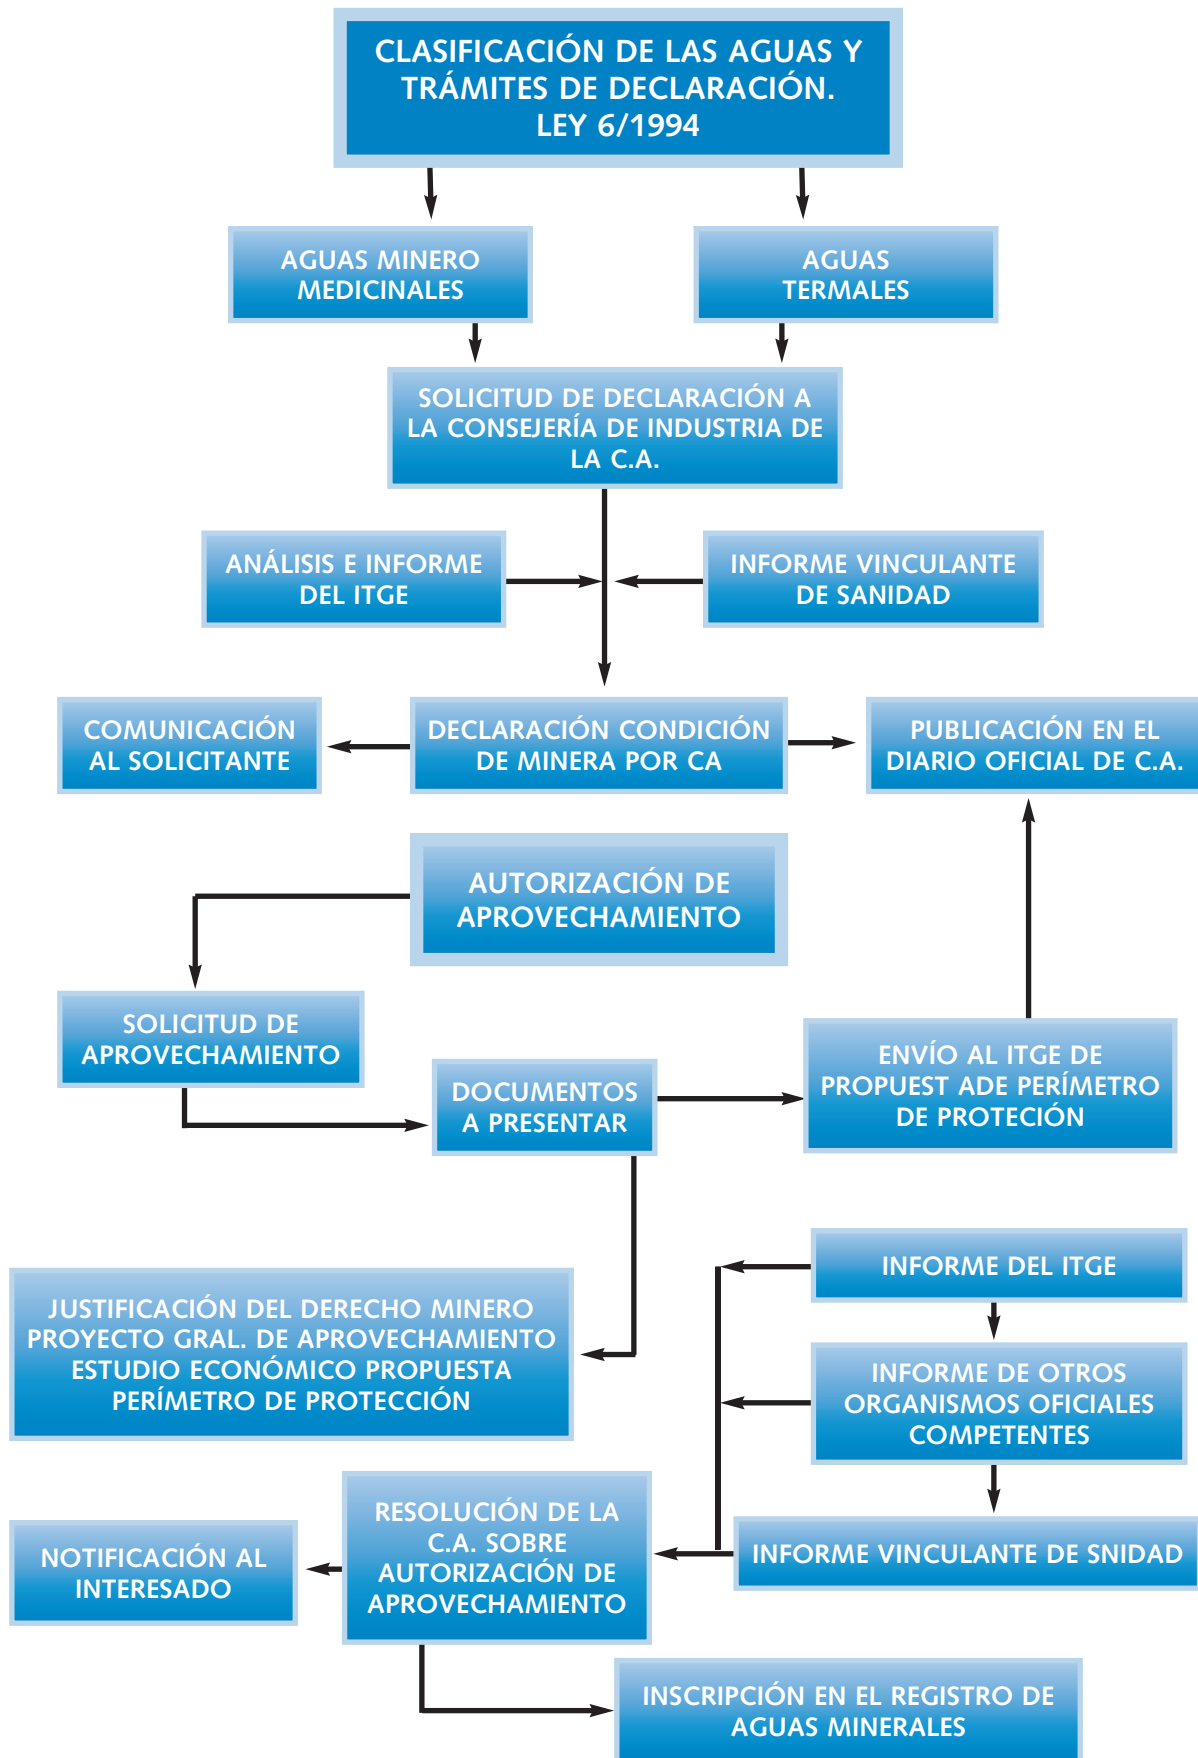 CLASIFICACIÓN DE LAS AGUAS Y
TRÁMITES DE DECLARACIÓN.
LEY 6/1994
AGUAS MINERO
MEDICINALES
AGUAS
TERMALES
SOLICITUD DE DECLARACIÓN A
LA CONSEJERÍA DE INDUSTRIA DE
LA C.A.
ANÁLISIS E INFORME
DEL ITGE
INFORME VINCULANTE
DE SANIDAD
COMUNICACIÓN
AL SOLICITANTE
DECLARACIÓN CONDICIÓN
DE MINERA POR CA
PUBLICACIÓN EN EL
DIARIO OFICIAL DE C.A.
AUTORIZACIÓN DE
APROVECHAMIENTO
SOLICITUD DE
APROVECHAMIENTO
DOCUMENTOS
A PRESENTAR
ENVÍO AL ITGE DE
PROPUEST ADE PERÍMETRO
DE PROTECIÓN
INFORME DEL ITGE
JUSTIFICACIÓN DEL DERECHO MINERO
PROYECTO GRAL. DE APROVECHAMIENTO
ESTUDIO ECONÓMICO PROPUESTA
PERÍMETRO DE PROTECCIÓN
INFORME DE OTROS
ORGANISMOS OFICIALES
COMPETENTES
RESOLUCIÓN DE LA
C.A. SOBRE
AUTORIZACIÓN DE
APROVECHAMIENTO
INFORME VINCULANTE DE SNIDAD
NOTIFICACIÓN AL
INTERESADO
INSCRIPCIÓN EN EL REGISTRO DE
AGUAS MINERALES